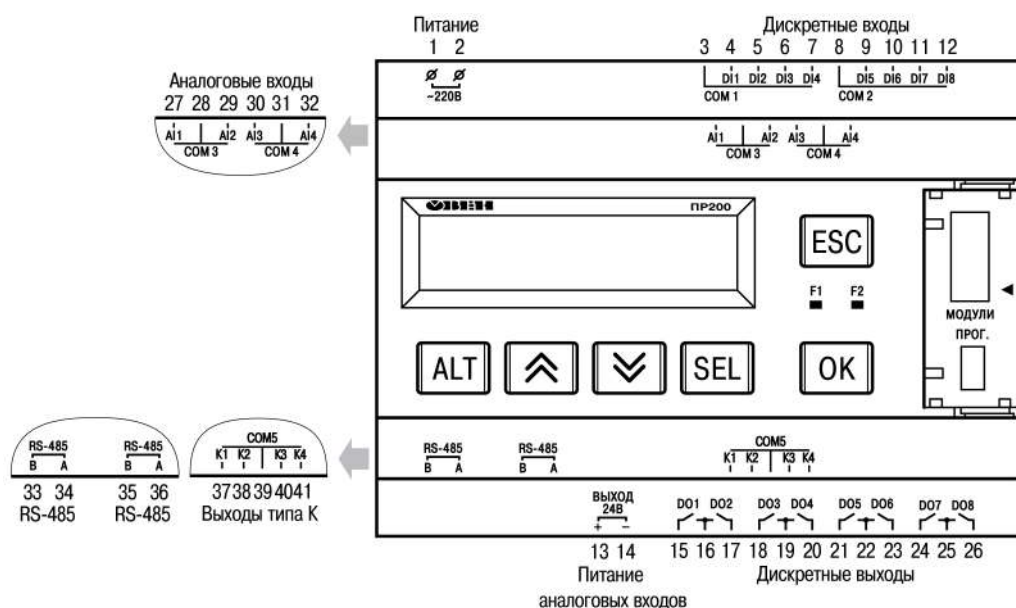 Питание
1 2
~220В
Дискретные входы
3 4 5 6 7 8 9 10 11 12
DI1 DI2 DI3 DI4 DI5 DI6 DI7 DI8
COM 1 COM 2
Аналоговые входы
27 28 29 30 31 32
AI1 AI2 AI3 AI4
COM 3 COM 4
AI1 AI2 AI3 AI4
COM 3 COM 4
ОВЕН ПР200
ESC
F1 F2
МОДУЛИ
ПРОГ.
ALT SEL OK
RS-485 RS-485
B A B A
33 34 35 36
RS-485 RS-485
COM5
K1 K2 K3 K4
37 38 39 40 41
Выходы типа К
RS-485 RS-485
B A B A
COM5
K1 K2 K3 K4
ВЫХОД
24В
+ −
13 14
Питание
аналоговых входов
DO1 DO2 DO3 DO4 DO5 DO6 DO7 DO8
15 16 17 18 19 20 21 22 23 24 25 26
Дискретные выходы